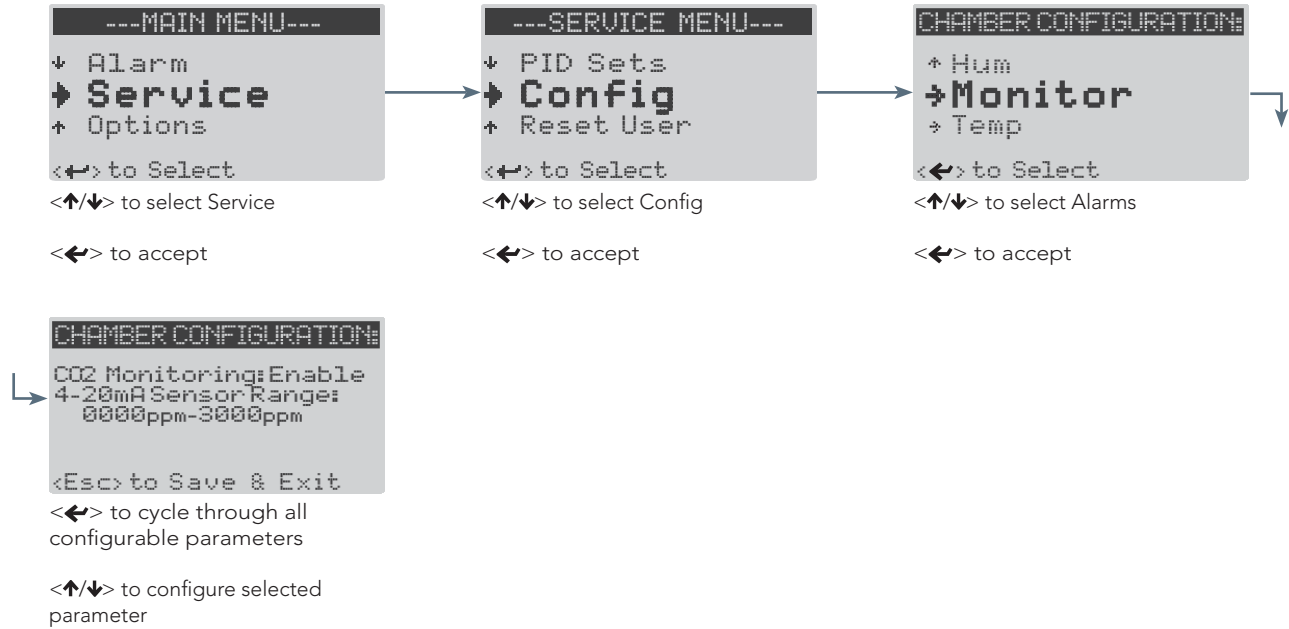 ---MAIN MENU---
↓ Alarm
→ Service
↑ Options
<↵> to Select
<↑/↓> to select Service
<↵> to accept
---SERVICE MENU---
↓ PID Sets
→ Config
↑ Reset User
<↵> to Select
<↑/↓> to select Config
<↵> to accept
CHAMBER CONFIGURATION:
↑ Hum
→Monitor
→ Temp
<↵> to Select
<↑/↓> to select Alarms
<↵> to accept
CHAMBER CONFIGURATION:
CO2 Monitoring:Enable
4-20mA Sensor Range:
0000ppm-3000ppm
<Esc> to Save & Exit
<↵> to cycle through all
configurable parameters
<↑/↓> to configure selected
parameter